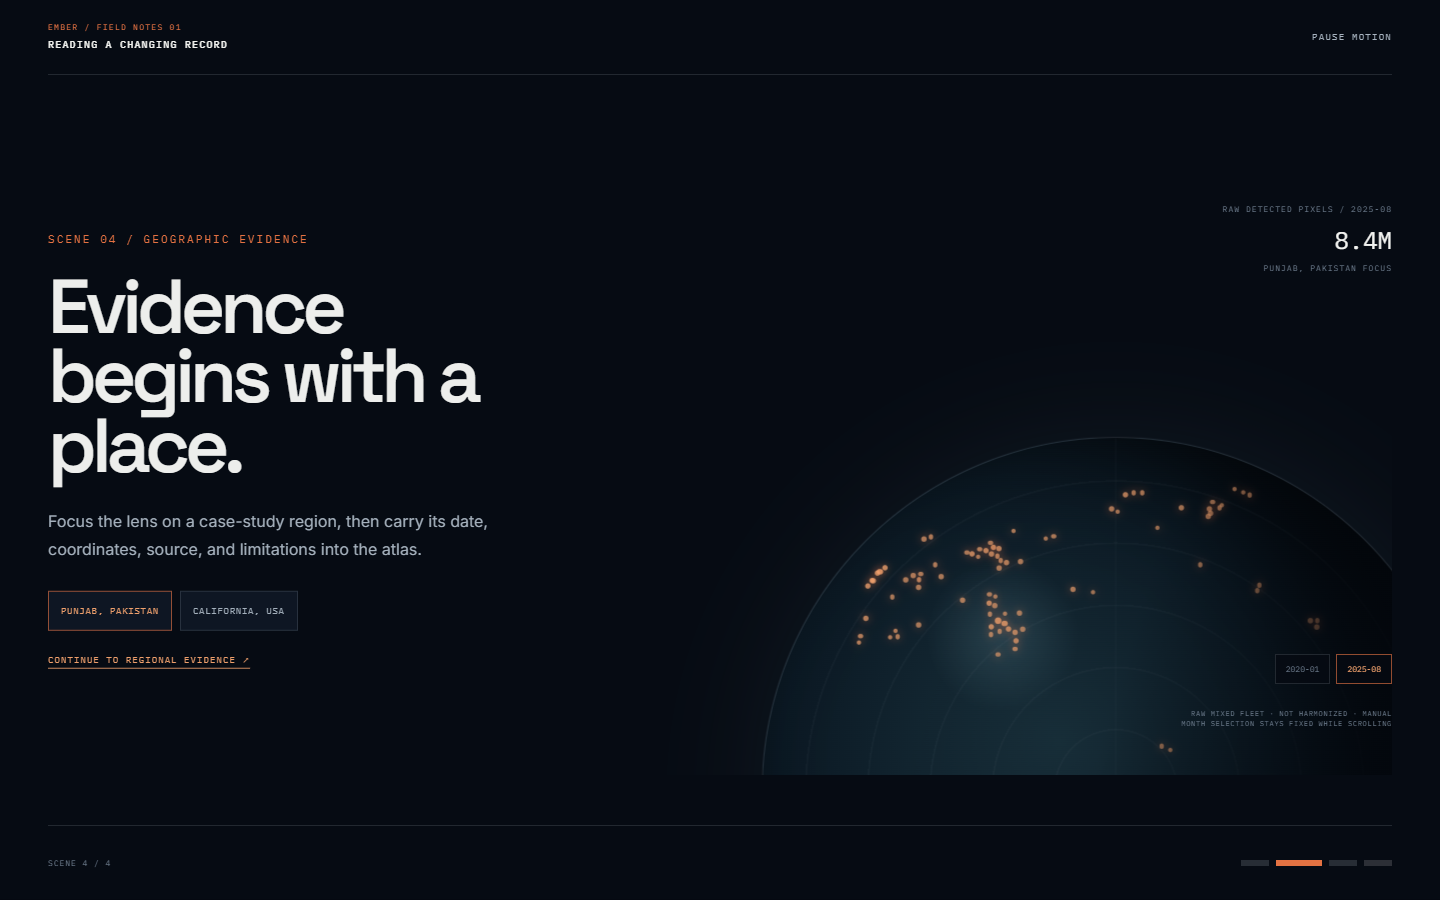 EMBER / FIELD NOTES 01
READING A CHANGING RECORD
PAUSE MOTION
RAW DETECTED PIXELS / 2025-08
8.4M
PUNJAB, PAKISTAN FOCUS
SCENE 04 / GEOGRAPHIC EVIDENCE
Evidence
begins with a
place.
Focus the lens on a case-study region, then carry its date,
coordinates, source, and limitations into the atlas.
PUNJAB, PAKISTAN
CALIFORNIA, USA
CONTINUE TO REGIONAL EVIDENCE ↗
2020-01
2025-08
RAW MIXED FLEET · NOT HARMONIZED · MANUAL
MONTH SELECTION STAYS FIXED WHILE SCROLLING
SCENE 4 / 4